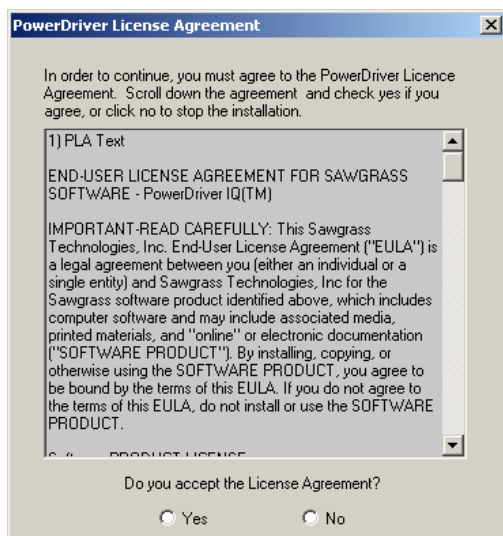 PowerDriver License Agreement
In order to continue, you must agree to the PowerDriver Licence
Agreement. Scroll down the agreement and check yes if you
agree, or click no to stop the installation.
1) PLA Text
END-USER LICENSE AGREEMENT FOR SAWGRASS
SOFTWARE - PowerDriver IQ(TM)
IMPORTANT-READ CAREFULLY: This Sawgrass
Technologies, Inc. End-User License Agreement ("EULA") is
a legal agreement between you (either an individual or a
single entity) and Sawgrass Technologies, Inc for the
Sawgrass software product identified above, which includes
computer software and may include associated media,
printed materials, and "online" or electronic documentation
("SOFTWARE PRODUCT"). By installing, copying, or
otherwise using the SOFTWARE PRODUCT, you agree to
be bound by the terms of this EULA. If you do not agree to
the terms of this EULA, do not install or use the SOFTWARE
PRODUCT.
PRODUCT LICENSE
Do you accept the License Agreement?
Yes No